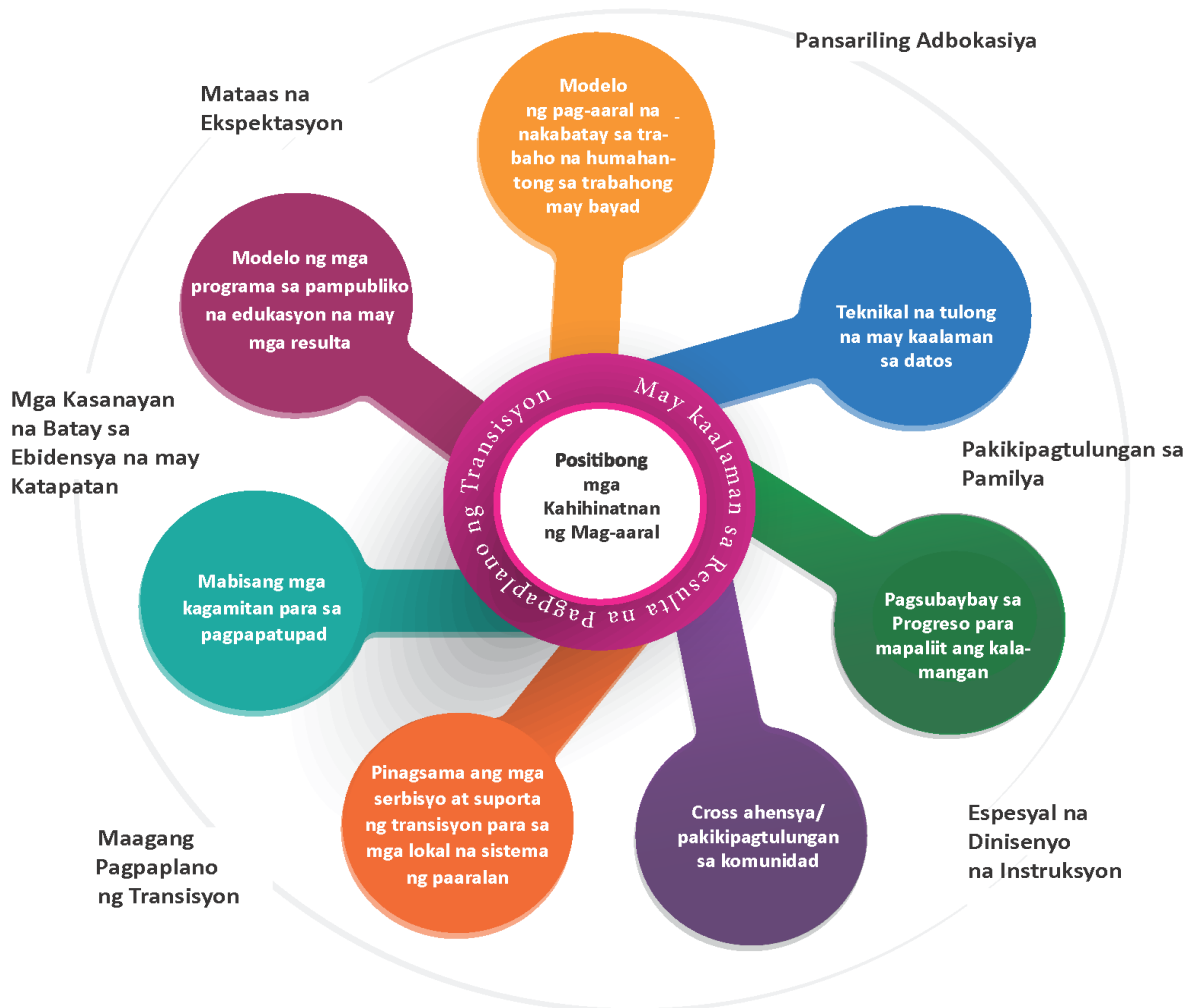 Pansariling Adbokasiya
Mataas na
Ekspektasyon
Modelo
ng pag-aaral na
nakabatay sa tra-
baho na humahan-
tong sa trabahong
may bayad
Modelo ng mga
programa sa pampubliko
na edukasyon na may
mga resulta
Teknikal na tulong
na may kaalaman
sa datos
Mga Kasanayan
na Batay sa
Ebidensya na may
Katapatan
May kaalaman sa Resulta na Pagpaplano ng Transisyon
Positibong
mga
Kahihinatnan
ng Mag-aaral
Pakikipagtulungan sa
Pamilya
Mabisang mga
kagamitan para sa
pagpapatupad
Pagsubaybay sa
Progreso para
mapaliit ang kala-
mangan
Pinagsama ang mga
serbisyo at suporta
ng transisyon para sa
mga lokal na sistema
ng paaralan
Cross ahensya/
pakikipagtulungan
sa komunidad
Maagang
Pagpaplano
ng Transisyon
Espesyal na
Dinisenyo
na Instruksyon